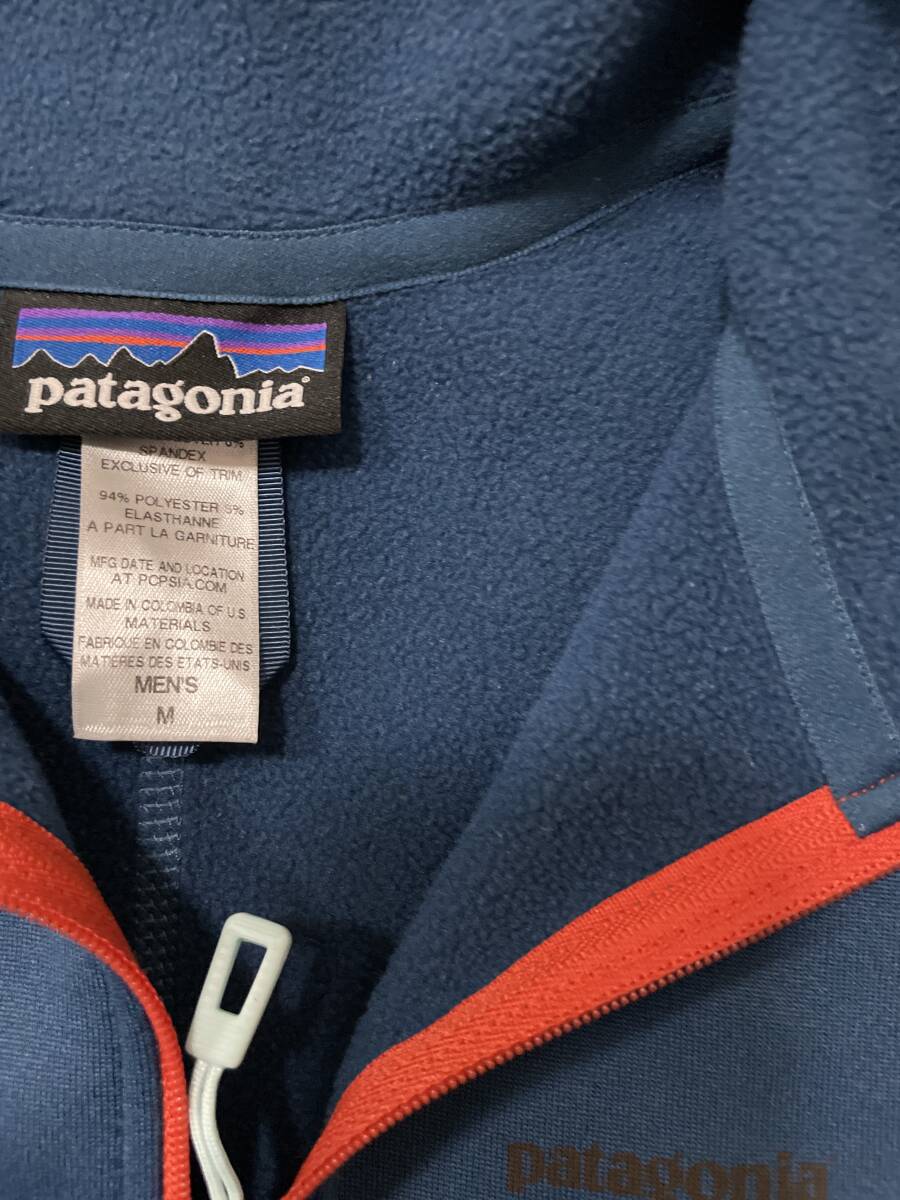 patagonia®
SPANDEX
EXCLUSIVE OF TRIM
94% POLYESTER 6%
ELASTHANNE
A PART LA GARNITURE
MFG DATE AND LOCATION
AT PCPSIA.COM
MADE IN COLOMBIA OF U.S.
MATERIALS
FABRIQUE EN COLOMBIE DES
MATIERES DES ETATS-UNIS
MEN'S
M
patagonia